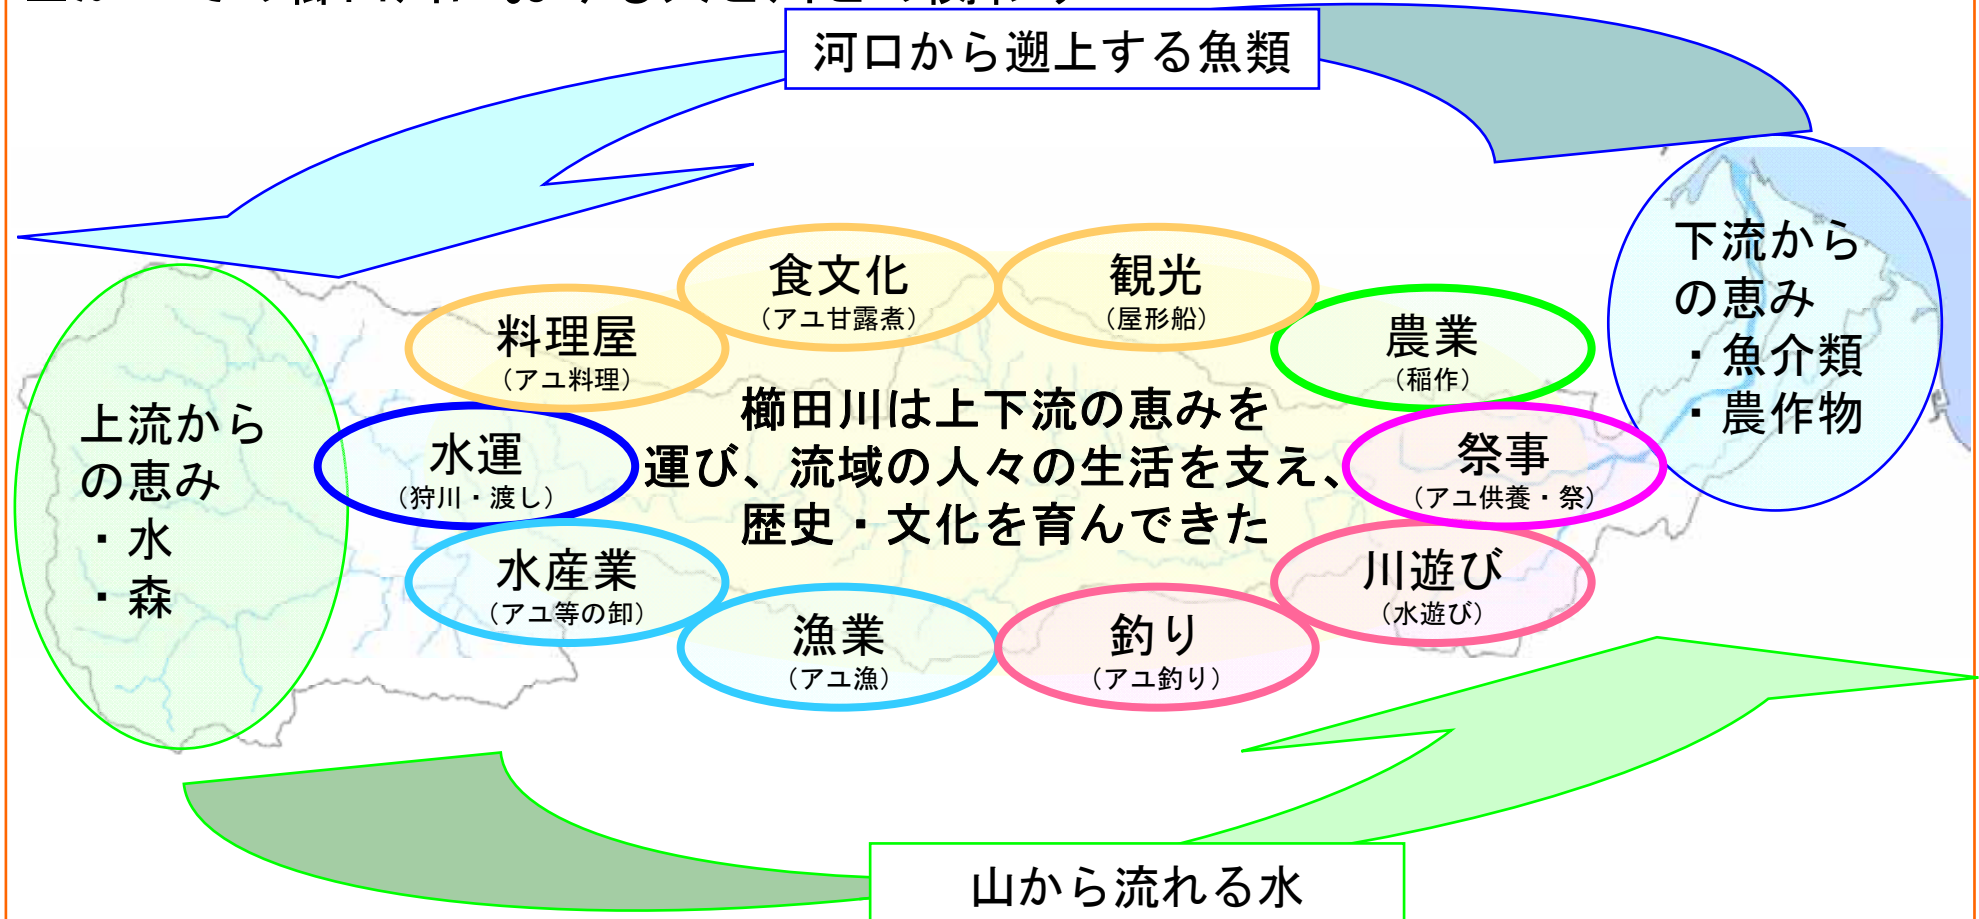 河口から遡上する魚類
下流から
の恵み
・魚介類
・農作物
食文化
（アユ甘露煮）
観光
（屋形船）
料理屋
（アユ料理）
農業
（稲作）
上流から
の恵み
・水
・森
水運
（狩川・渡し）
櫛田川は上下流の恵みを
運び、流域の人々の生活を支え、
歴史・文化を育んできた
祭事
（アユ供養・祭）
水産業
（アユ等の卸）
川遊び
（水遊び）
漁業
（アユ漁）
釣り
（アユ釣り）
山から流れる水